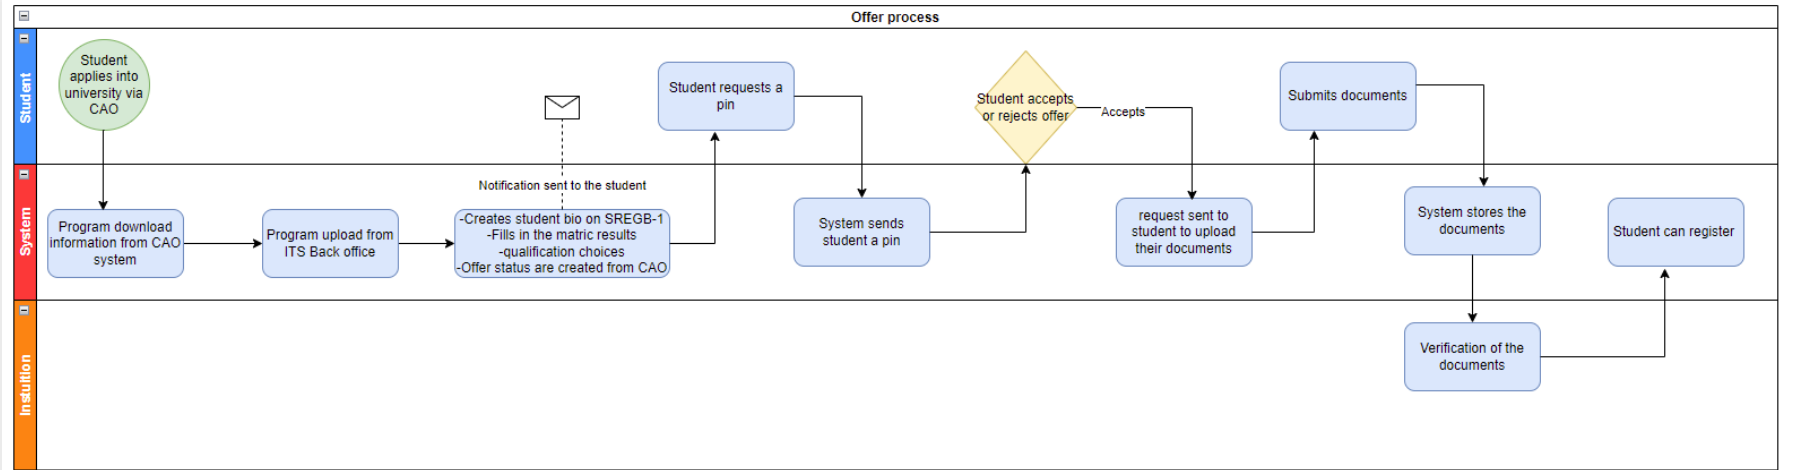 Offer process
Student
Student
applies into
university via
CAO
Student requests a
pin
Student accepts
or rejects offer
Accepts
Submits documents
Notification sent to the student
System
Program download
information from CAO
system
Program upload from
ITS Back office
-Creates student bio on SREGB-1
-Fills in the matric results
-qualification choices
-Offer status are created from CAO
System sends
student a pin
request sent to
student to upload
their documents
System stores the
documents
Student can register
Instuition
Verification of the
documents